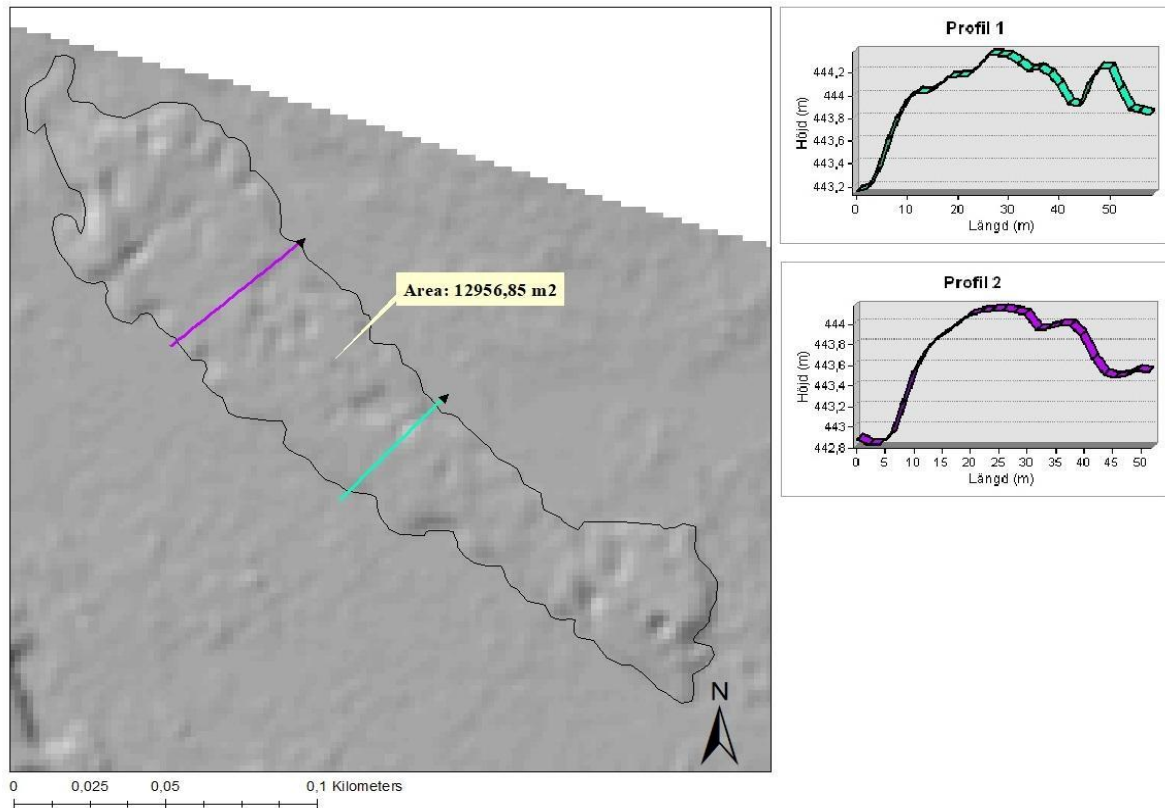 Area: 12956,85 m2
N
0 0,025 0,05 0,1 Kilometers
Profil 1
444,2
444
443,8
443,6
443,4
443,2
Höjd (m)
0 10 20 30 40 50
Längd (m)
Profil 2
444
443,8
443,6
443,4
443,2
443
442,8
Höjd (m)
0 5 10 15 20 25 30 35 40 45 50
Längd (m)